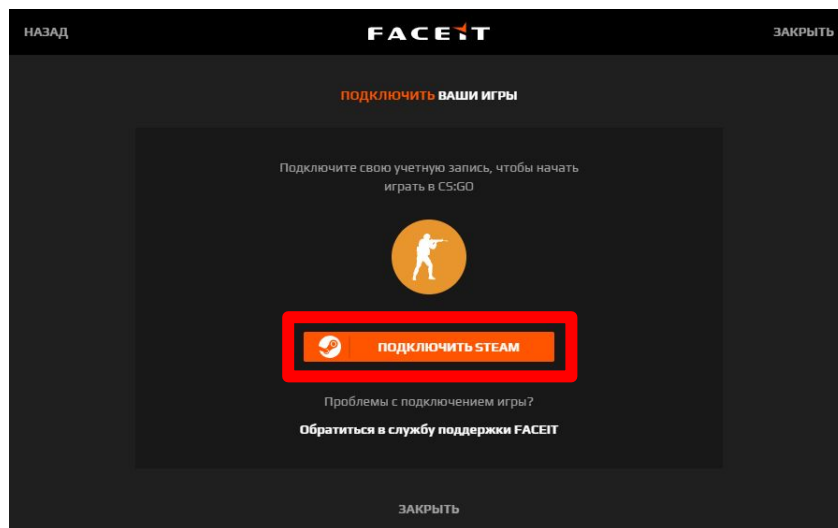 НАЗАД
FACEIT
ЗАКРЫТЬ
ПОДКЛЮЧИТЬ ВАШИ ИГРЫ
Подключите свою учетную запись, чтобы начать
играть в CS:GO
ПОДКЛЮЧИТЬ STEAM
Проблемы с подключением игры?
Обратиться в службу поддержки FACEIT
ЗАКРЫТЬ